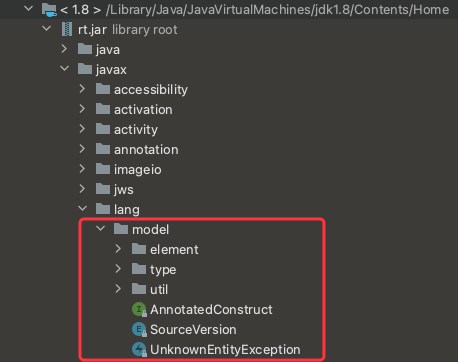 < 1.8 > /Library/Java/JavaVirtualMachines/jdk1.8/Contents/Home
rt.jar library root
java
javax
accessibility
activation
activity
annotation
imageio
jws
lang
model
element
type
util
I AnnotatedConstruct
E SourceVersion
UnknownEntityException